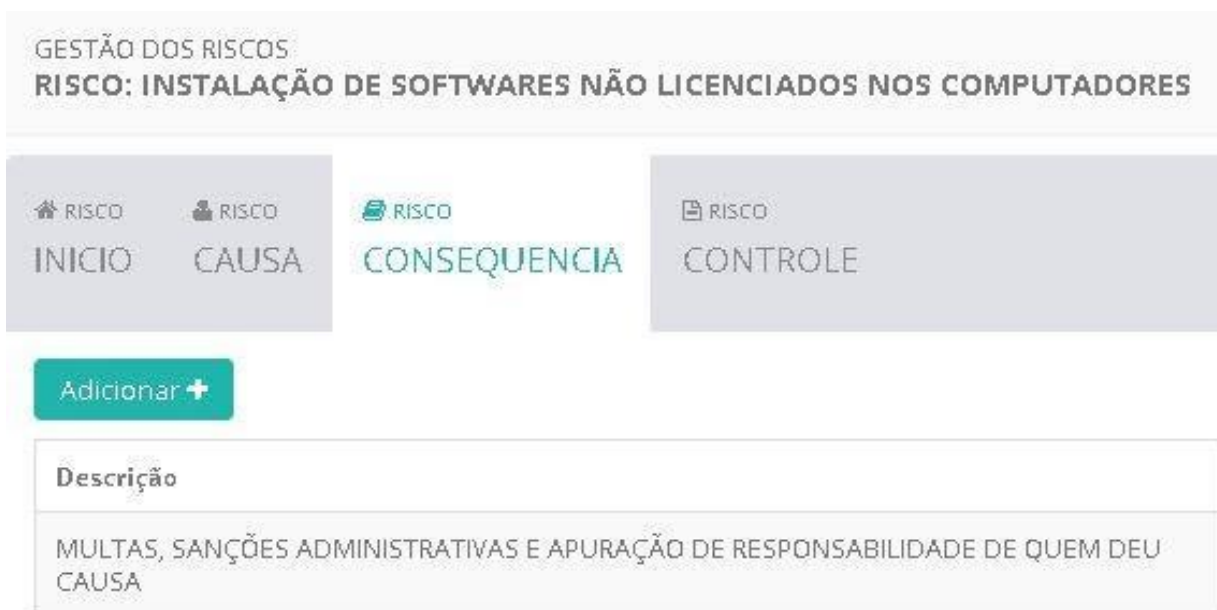 GESTÃO DOS RISCOS
RISCO: INSTALAÇÃO DE SOFTWARES NÃO LICENCIADOS NOS COMPUTADORES
RISCO RISCO RISCO RISCO
INICIO CAUSA CONSEQUENCIA CONTROLE
Adicionar
Descrição
MULTAS, SANÇÕES ADMINISTRATIVAS E APURAÇÃO DE RESPONSABILIDADE DE QUEM DEU
CAUSA